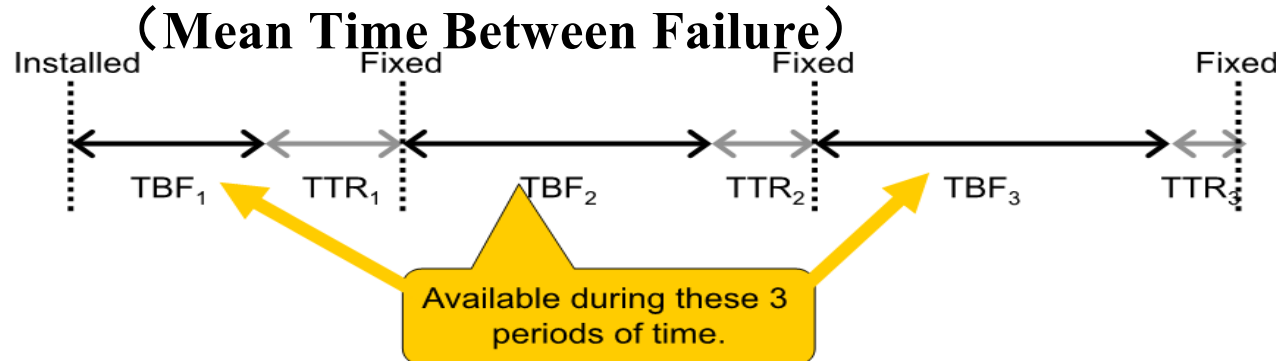 （Mean Time Between Failure）
Installed Fixed Fixed Fixed
TBF₁ TTR₁ TBF₂ TTR₂ TBF₃ TTR₃
Available during these 3
periods of time.